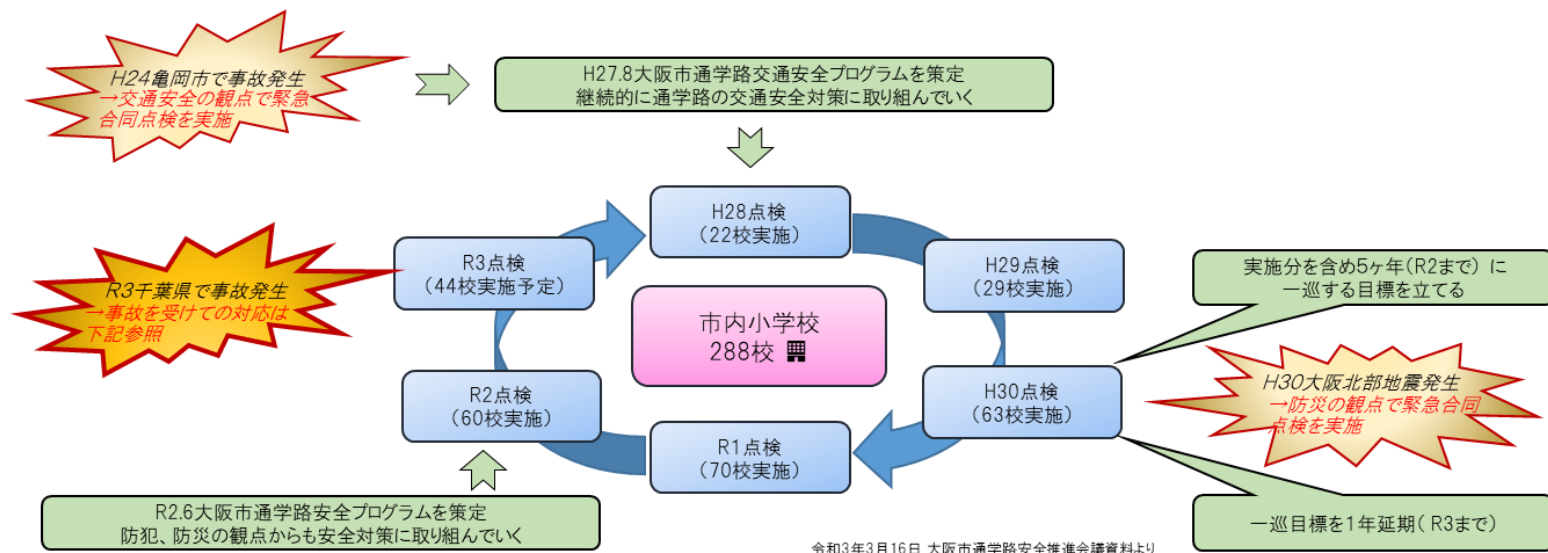 H24亀岡市で事故発生
→交通安全の観点で緊急
合同点検を実施
H27.8大阪市通学路交通安全プログラムを策定
継続的に通学路の交通安全対策に取り組んでいく
H28点検
(22校実施)
R3点検
(44校実施予定)
H29点検
(29校実施)
実施分を含め5ヶ年(R2まで) に
一巡する目標を立てる
R3千葉県で事故発生
→事故を受けての対応は
下記参照
市内小学校
288校
R2点検
(60校実施)
H30点検
(63校実施)
H30大阪北部地震発生
→防災の観点で緊急合同
点検を実施
R1点検
(70校実施)
R2.6大阪市通学路安全プログラムを策定
防犯、防災の観点からも安全対策に取り組んでいく
一巡目標を1年延期( R3まで)
令和3年3月16日 大阪市通学路安全推進会議資料より